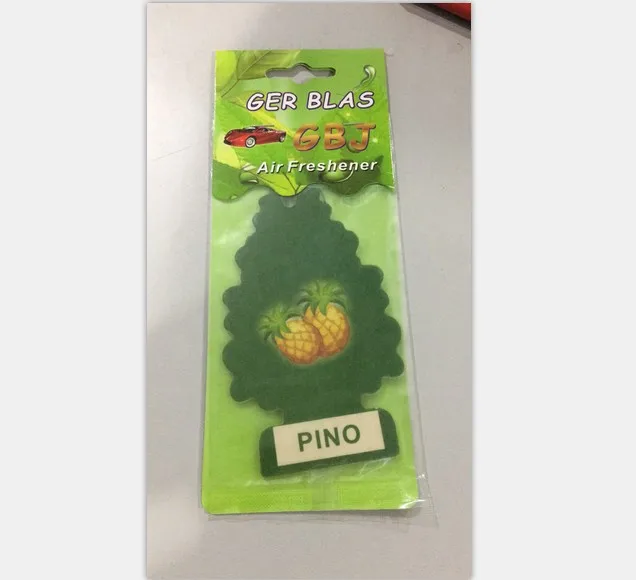 GER BLAS
GBJ
Air Freshener
PINO